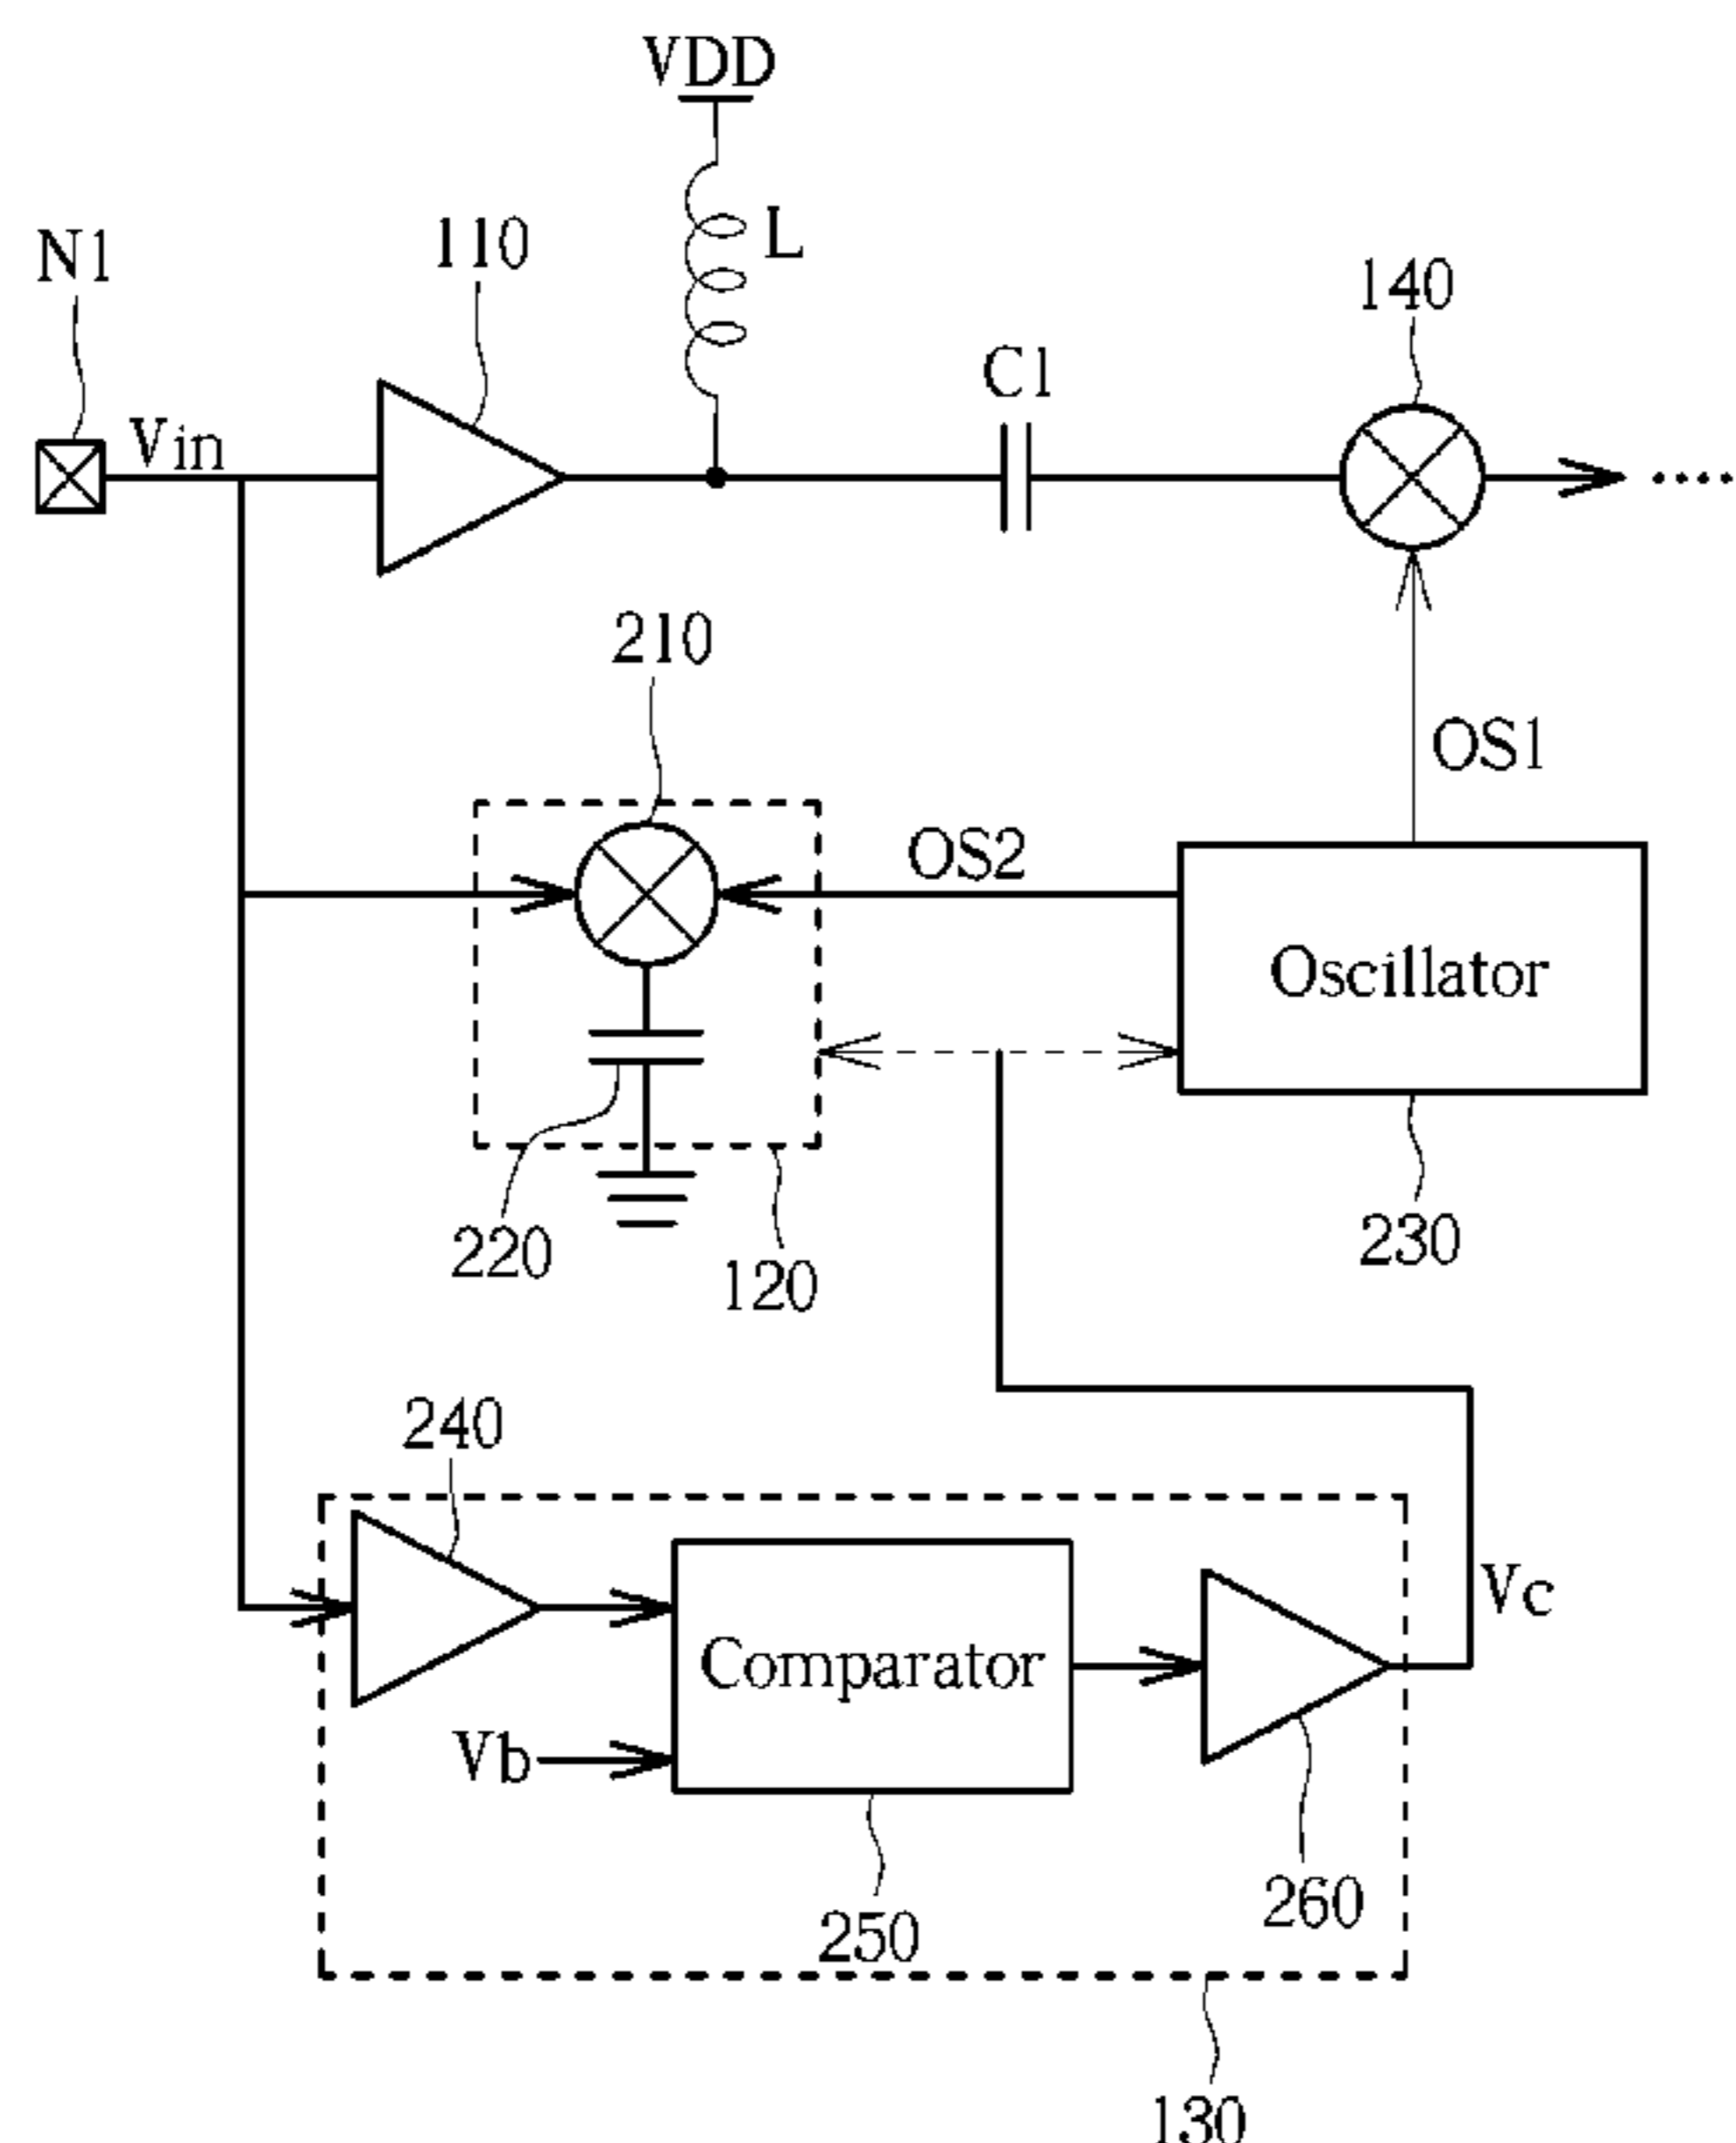 VDD
L
N1
110
140
C1
Vin
210
OS1
OS2
Oscillator
220
120
230
240
Vc
Comparator
Vb
260
250
130